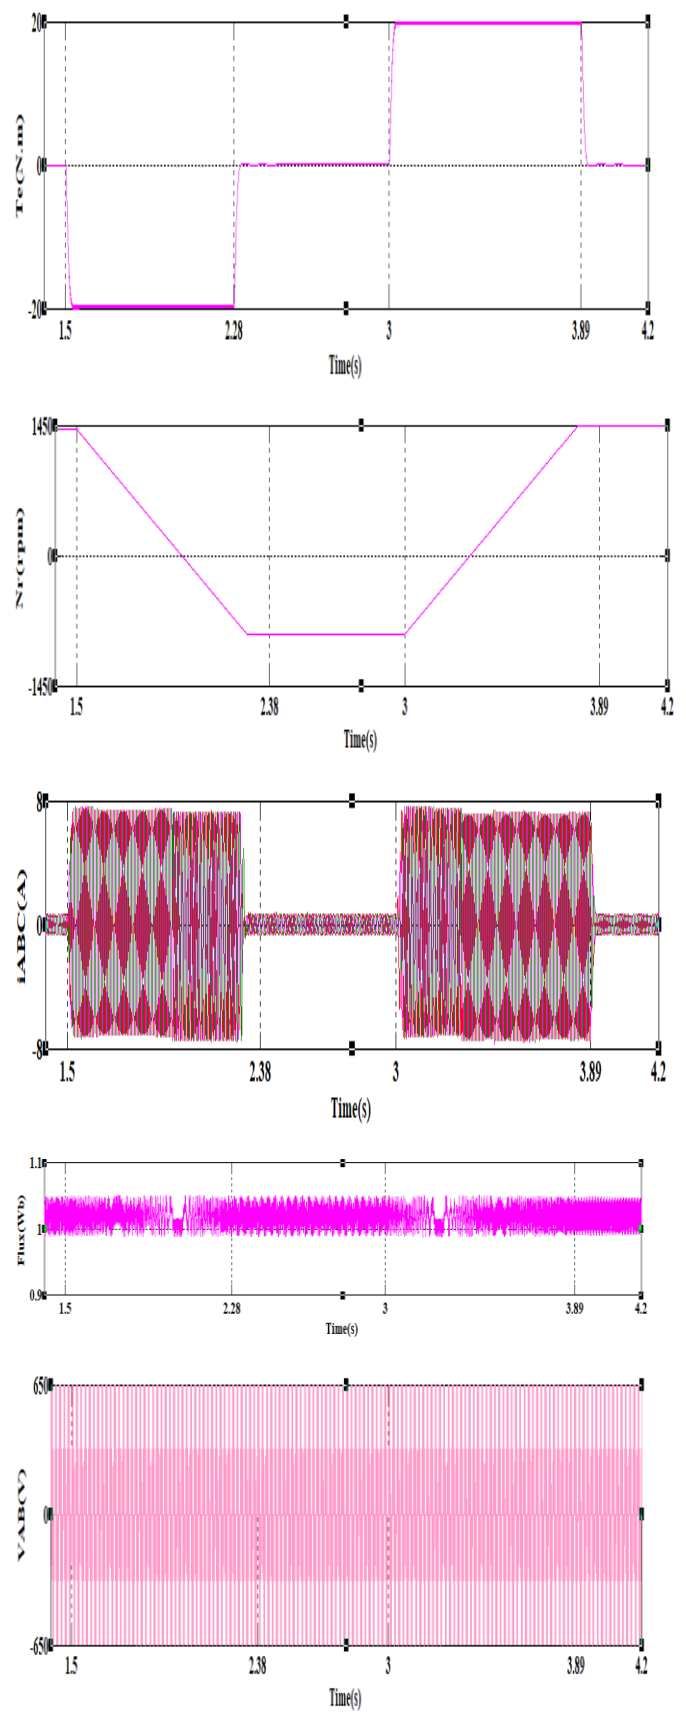 20
Te(N.m)
0
-20
1.5 2.28 3 3.89 4.2
Time(s)
1450
Nr(rpm)
0
-1450
1.5 2.38 3 3.89 4.2
Time(s)
8
iABC(A)
0
-8
1.5 2.38 3 3.89 4.2
Time(s)
1.1
Flux(Wb)
1
0.9
1.5 2.28 3 3.89 4.2
Time(s)
650
VAB(V)
0
-650
1.5 2.38 3 3.89 4.2
Time(s)